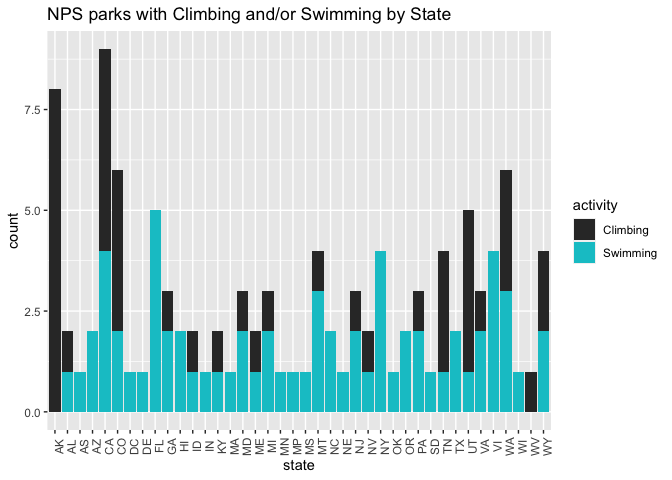 NPS parks with Climbing and/or Swimming by State
count
7.5
5.0
2.5
0.0
AK AL AS AZ CA CO DC DE FL GA HI ID IN KY MA MD ME MI MN MP MS MT NC NE NJ NV NY OK OR PA SD TN TX UT VA VI WA WI WV WY
state
activity
Climbing
Swimming